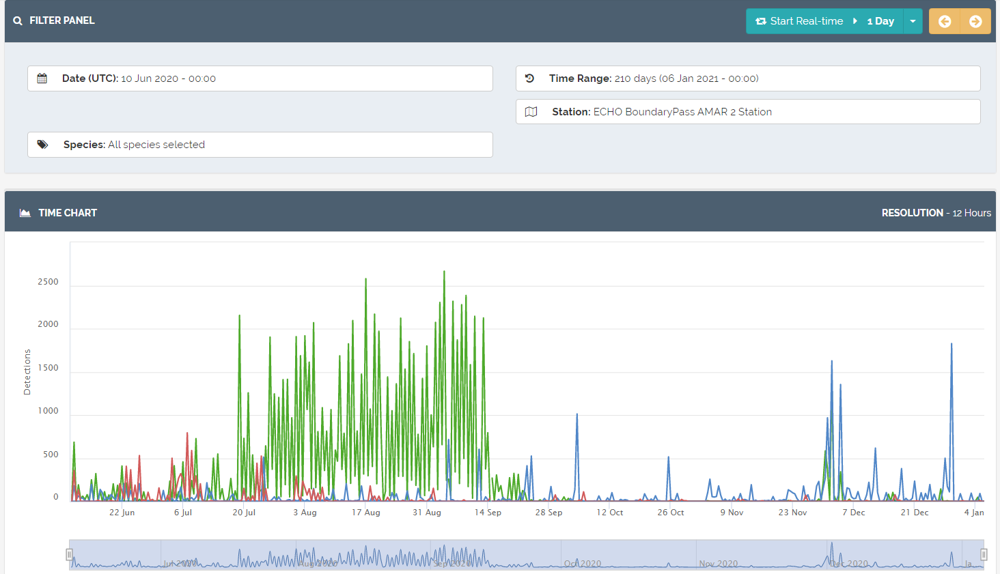 FILTER PANEL
Start Real-time 1 Day
Date (UTC): 10 Jun 2020 - 00:00
Time Range: 210 days (06 Jan 2021 - 00:00)
Station: ECHO BoundaryPass AMAR 2 Station
Species: All species selected
TIME CHART
RESOLUTION - 12 Hours
Detections
2500
2000
1500
1000
500
0
22 Jun 6 Jul 20 Jul 3 Aug 17 Aug 31 Aug 14 Sep 28 Sep 12 Oct 26 Oct 9 Nov 23 Nov 7 Dec 21 Dec 4 Jan
Jul 2020 Aug 2020 Sep 2020 Oct 2020 Nov 2020 Dec 2020 Ja...